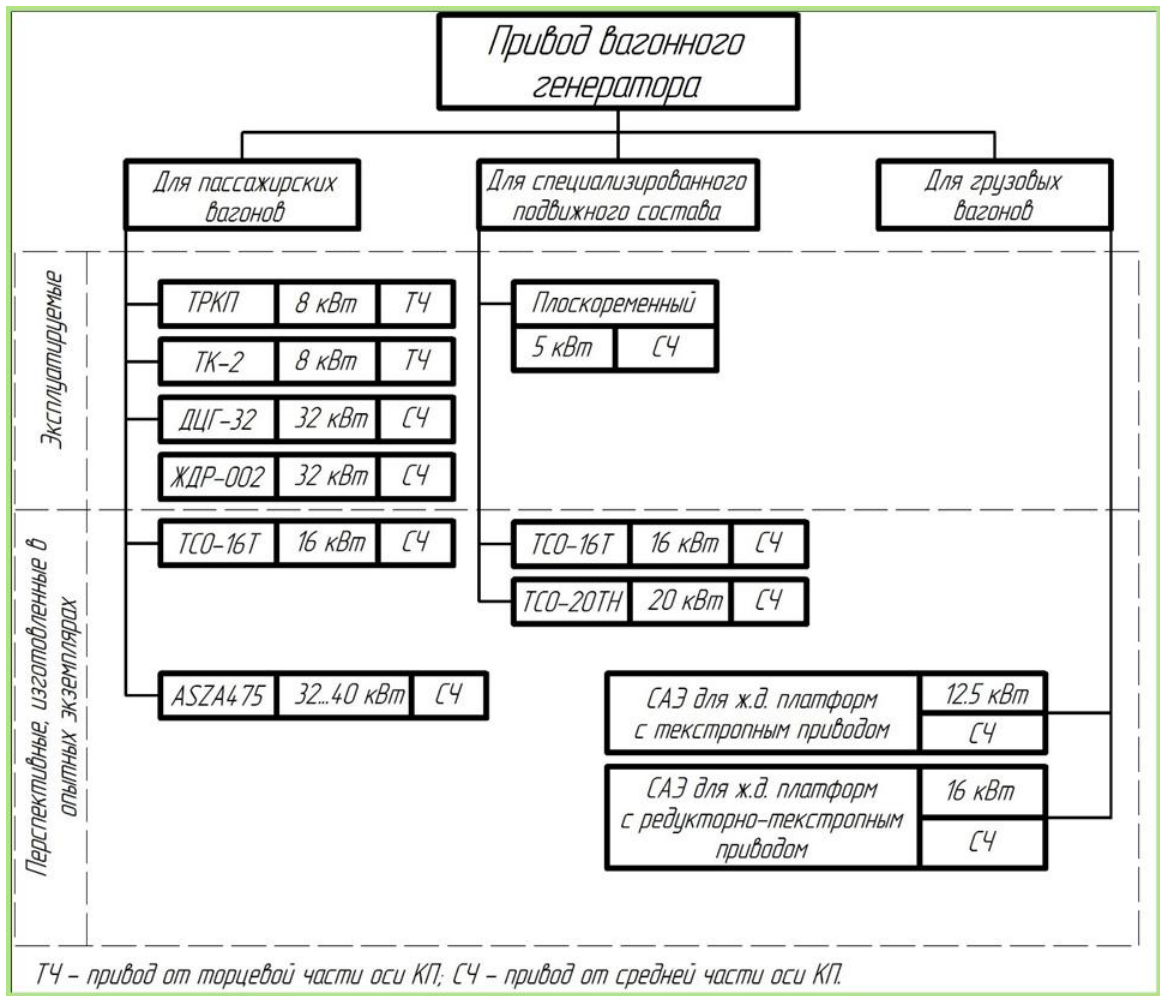 Привод вагонного
генератора
Для пассажирских
вагонов
Для специализированного
подвижного состава
Для грузовых
вагонов
Эксплуатируемые
ТРКП 8 кВт ТЧ
ТК-2 8 кВт ТЧ
ДЦГ-32 32 кВт СЧ
ЖДР-002 32 кВт СЧ
Плоскоременный
5 кВт СЧ
Перспективные, изготовленные в
опытных экземплярах
ТСО-16Т 16 кВт СЧ
ASZA475 32...40 кВт СЧ
ТСО-16Т 16 кВт СЧ
ТСО-20ТН 20 кВт СЧ
САЭ для ж.д. платформ
с текстропным приводом
12.5 кВт
СЧ
САЭ для ж.д. платформ
с редукторно-текстропным
приводом
16 кВт
СЧ
ТЧ – привод от торцевой части оси КП; СЧ – привод от средней части оси КП.